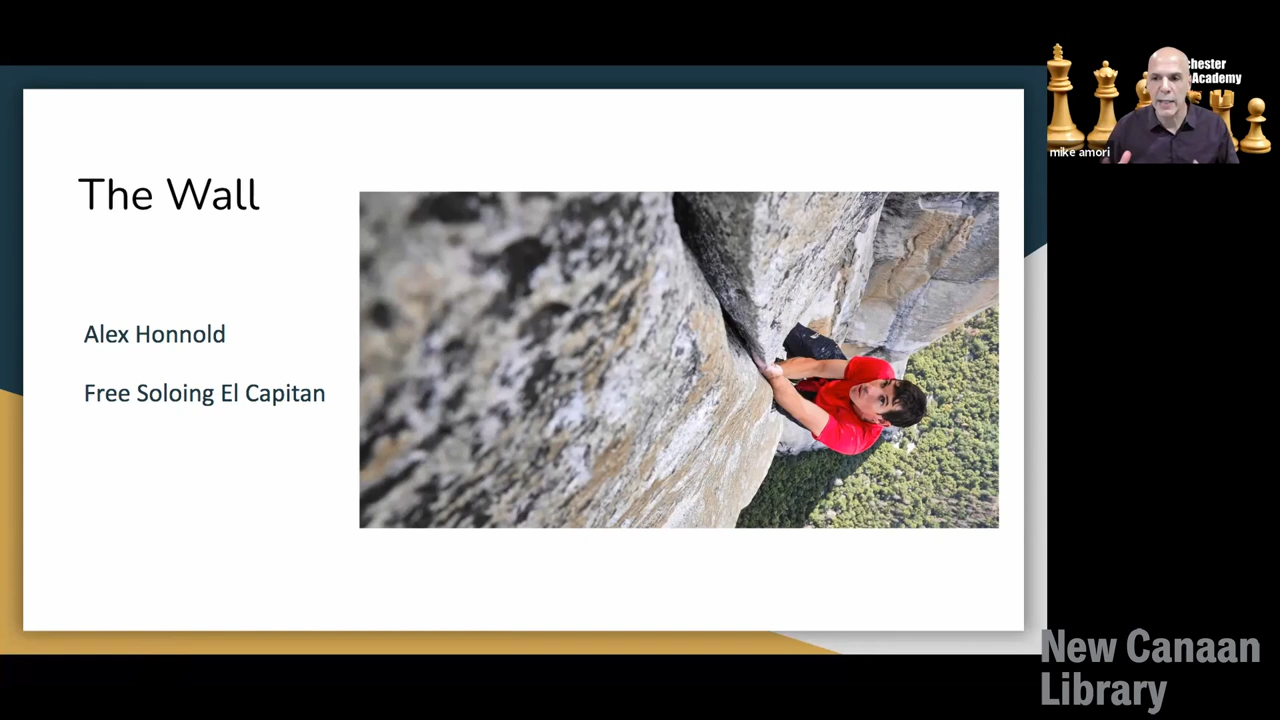 The Wall
Alex Honnold
Free Soloing El Capitan
chester
Academy
mike amori
New Canaan
Library